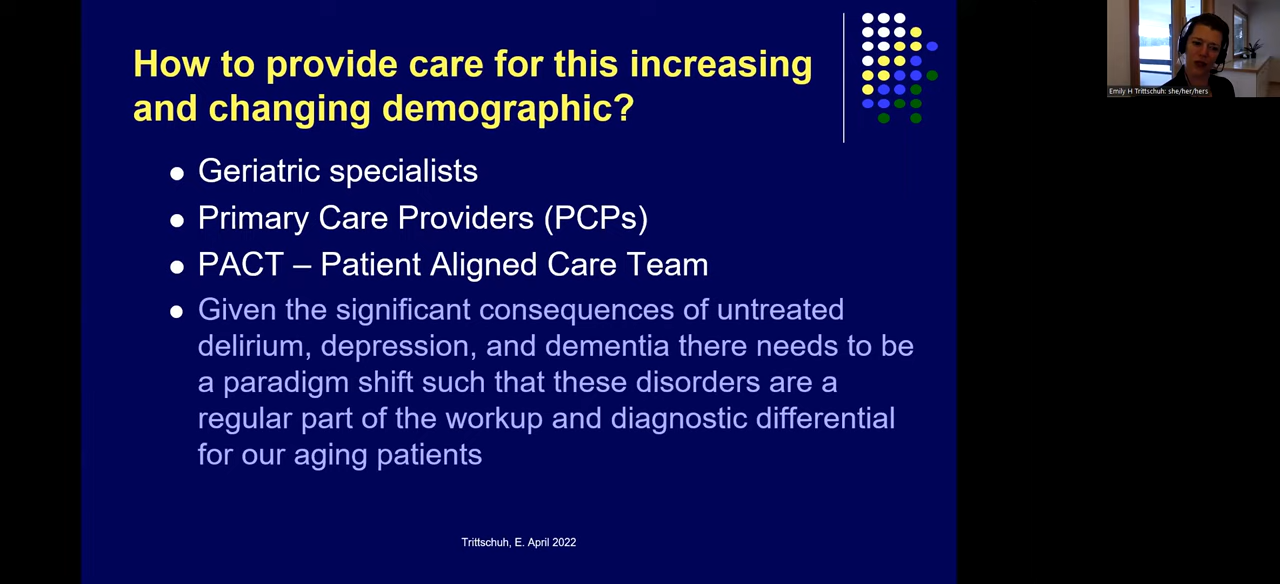 How to provide care for this increasing
and changing demographic?
● Geriatric specialists
● Primary Care Providers (PCPs)
● PACT – Patient Aligned Care Team
● Given the significant consequences of untreated
delirium, depression, and dementia there needs to be
a paradigm shift such that these disorders are a
regular part of the workup and diagnostic differential
for our aging patients
Trittschuh, E. April 2022
Emily H Trittschuh: she/her/hers